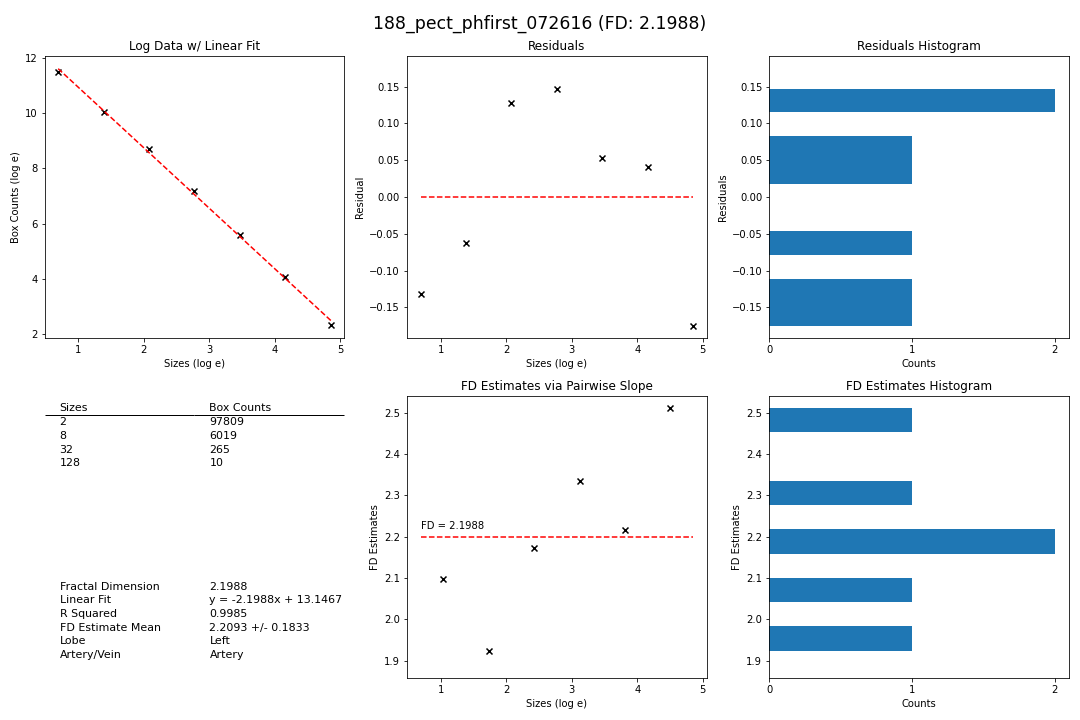 188_pect_phfirst_072616 (FD: 2.1988)
Log Data w/ Linear Fit
Box Counts (log e)
12
10
8
6
4
2
1 2 3 4 5
Sizes (log e)
Residuals
Residual
0.15
0.10
0.05
0.00
−0.05
−0.10
−0.15
1 2 3 4 5
Sizes (log e)
Residuals Histogram
Residuals
0.15
0.10
0.05
0.00
−0.05
−0.10
−0.15
0 1 2
Counts
Sizes Box Counts
2 97809
8 6019
32 265
128 10
Fractal Dimension 2.1988
Linear Fit y = -2.1988x + 13.1467
R Squared 0.9985
FD Estimate Mean 2.2093 +/- 0.1833
Lobe Left
Artery/Vein Artery
FD Estimates via Pairwise Slope
FD Estimates
2.5
2.4
2.3
FD = 2.1988
2.2
2.1
2.0
1.9
1 2 3 4 5
Sizes (log e)
FD Estimates Histogram
FD Estimates
2.5
2.4
2.3
2.2
2.1
2.0
1.9
0 1 2
Counts